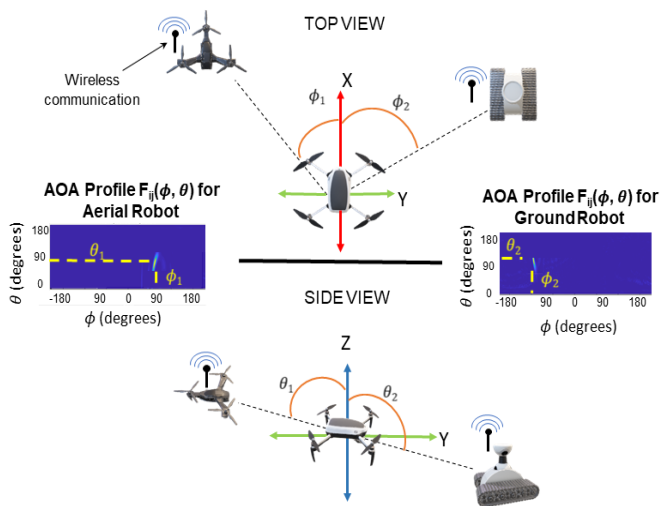 TOP VIEW
Wireless
communication
X
ϕ1
ϕ2
Y
AOA Profile Fij(ϕ, θ) for
Aerial Robot
180
90
0
θ (degrees)
θ1
ϕ1
-180 90 0 90 180
ϕ (degrees)
AOA Profile Fij(ϕ, θ) for
Ground Robot
180
90
0
θ (degrees)
θ2
ϕ2
-180 90 0 90 180
ϕ (degrees)
SIDE VIEW
Z
θ1
θ2
Y